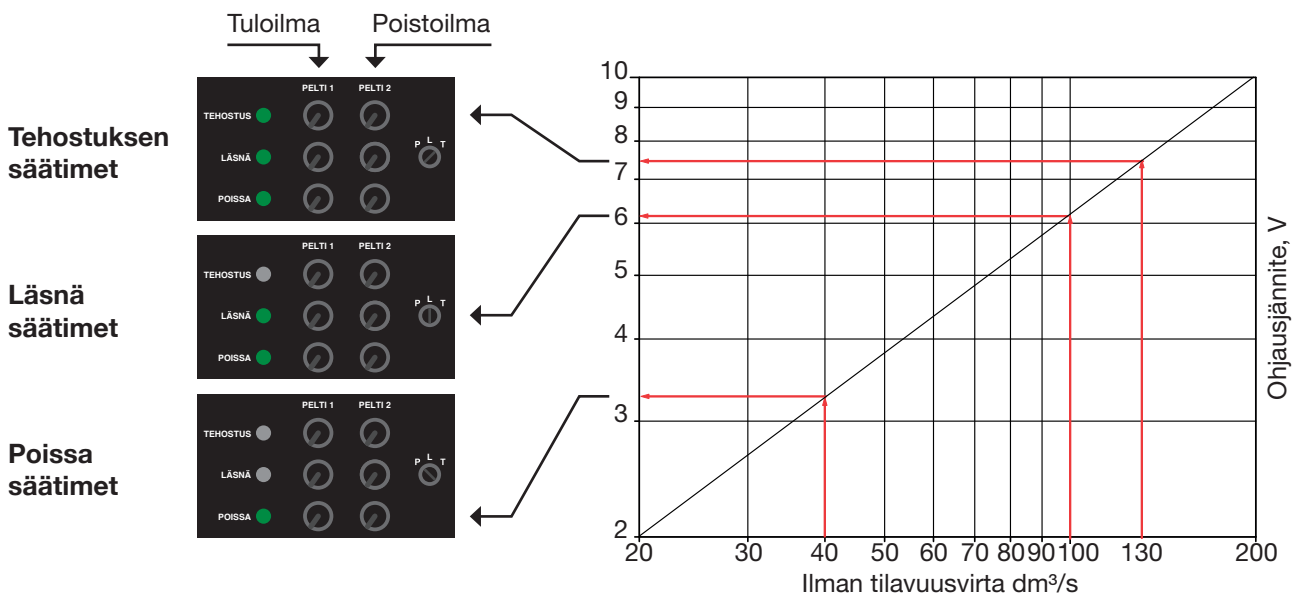 Tuloilma Poistoilma
Tehostuksen
säätimet
PELTI 1 PELTI 2
TEHOSTUS
LÄSNÄ
POISSA
P L T
Läsnä
säätimet
PELTI 1 PELTI 2
TEHOSTUS
LÄSNÄ
POISSA
P L T
Poissa
säätimet
PELTI 1 PELTI 2
TEHOSTUS
LÄSNÄ
POISSA
P L T
10
9
8
7
6
5
4
3
2
20 30 40 50 60 70 80 90 100 130 200
Ilman tilavuusvirta dm³/s
Ohjausjännite, V